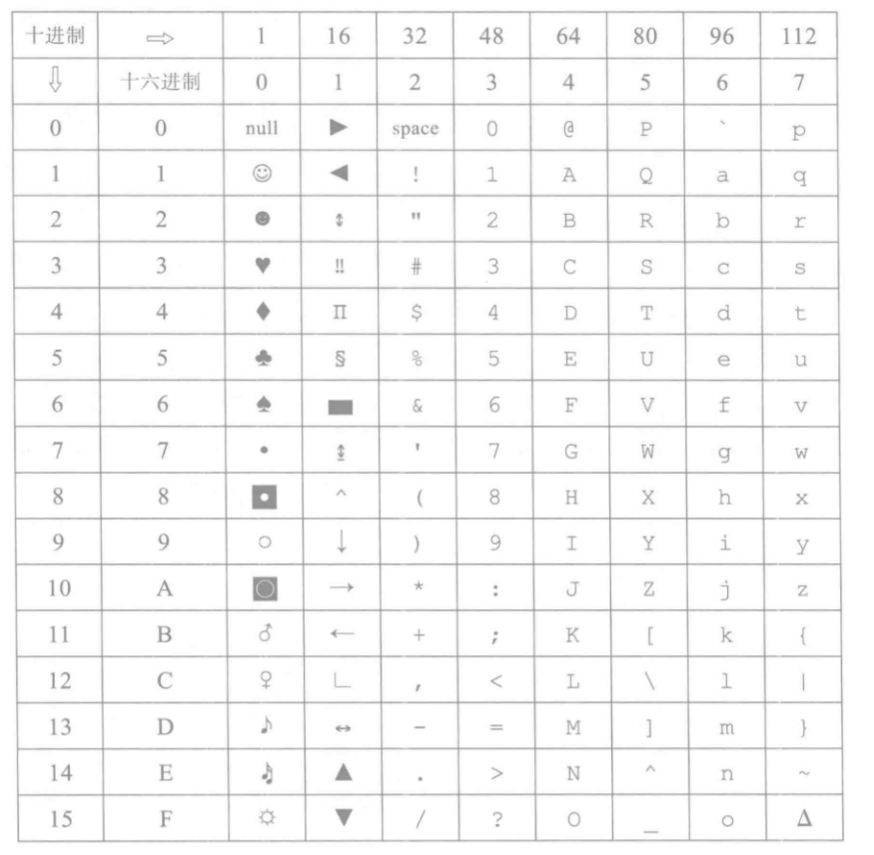 十进制 ⇨ 1 16 32 48 64 80 96 112
⇩ 十六进制 0 1 2 3 4 5 6 7
0 0 null ► space 0 @ P ` p
1 1 ☺ ◄ ! 1 A Q a q
2 2 ☻ ↕ " 2 B R b r
3 3 ♥ ‼ # 3 C S c s
4 4 ♦ Π $ 4 D T d t
5 5 ♣ § % 5 E U e u
6 6 ♠ ▬ & 6 F V f v
7 7 • ↨ ' 7 G W g w
8 8 ◘ ^ ( 8 H X h x
9 9 ○ ↓ ) 9 I Y i y
10 A ◙ → * : J Z j z
11 B ♂ ← + ; K [ k {
12 C ♀ ∟ , < L \ l |
13 D ♪ ↔ - = M ] m }
14 E ♫ ▲ . > N ^ n ~
15 F ☼ ▼ / ? O _ o Δ